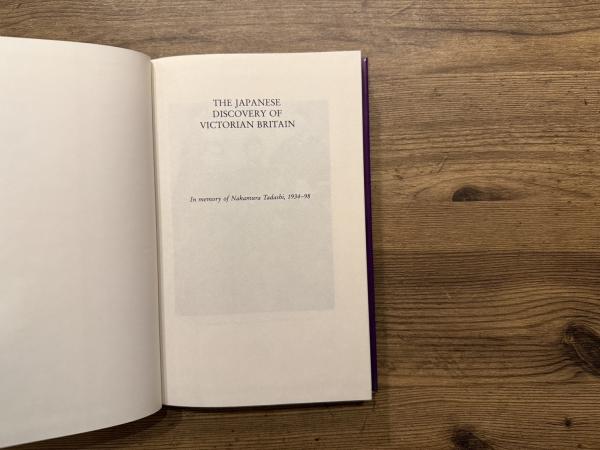 THE JAPANESE
DISCOVERY OF
VICTORIAN BRITAIN
In memory of Nakamura Tadashi, 1934–98